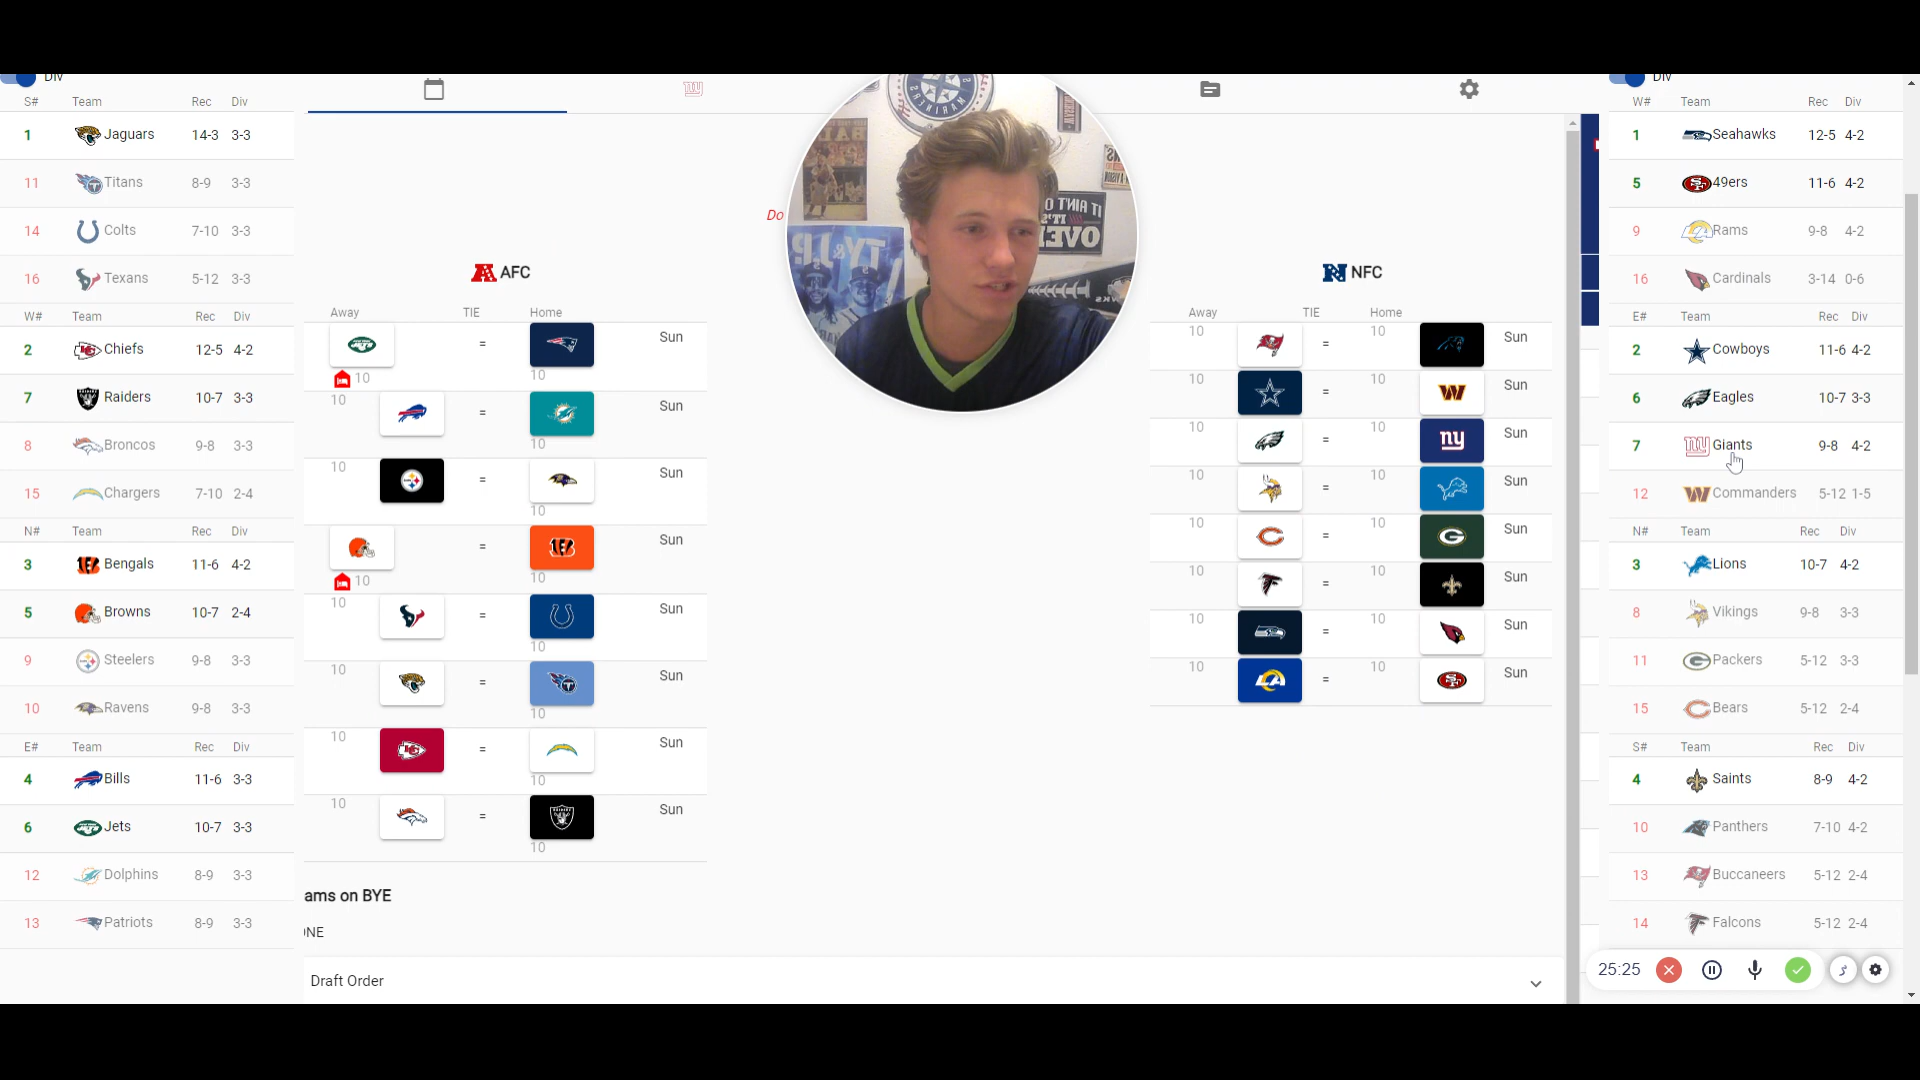 Div
S# Team Rec Div
1 Jaguars 14-3 3-3
11 Titans 8-9 3-3
14 Colts 7-10 3-3
16 Texans 5-12 3-3
W# Team Rec Div
2 Chiefs 12-5 4-2
7 Raiders 10-7 3-3
8 Broncos 9-8 3-3
15 Chargers 7-10 2-4
N# Team Rec Div
3 Bengals 11-6 4-2
5 Browns 10-7 2-4
9 Steelers 9-8 3-3
10 Ravens 9-8 3-3
E# Team Rec Div
4 Bills 11-6 3-3
6 Jets 10-7 3-3
12 Dolphins 8-9 3-3
13 Patriots 8-9 3-3
Do
IT AIN'T
IT'S
OVER
TY & J.P.
MARINERS
AFC
Away TIE Home
= Sun
10 10
10 = Sun
10
10 = Sun
10
= Sun
10 10
10 = Sun
10
10 = Sun
10
10 = Sun
10
10 = Sun
10
ams on BYE
ONE
Draft Order
NFC
Away TIE Home
10 = 10 Sun
10 = 10 W Sun
10 = 10 ny Sun
10 = 10 Sun
10 = 10 G Sun
10 = 10 Sun
10 = 10 Sun
10 = 10 Sun
Div
W# Team Rec Div
1 Seahawks 12-5 4-2
5 49ers 11-6 4-2
9 Rams 9-8 4-2
16 Cardinals 3-14 0-6
E# Team Rec Div
2 Cowboys 11-6 4-2
6 Eagles 10-7 3-3
7 Giants 9-8 4-2
12 Commanders 5-12 1-5
N# Team Rec Div
3 Lions 10-7 4-2
8 Vikings 9-8 3-3
11 Packers 5-12 3-3
15 Bears 5-12 2-4
S# Team Rec Div
4 Saints 8-9 4-2
10 Panthers 7-10 4-2
13 Buccaneers 5-12 2-4
14 Falcons 5-12 2-4
25:25